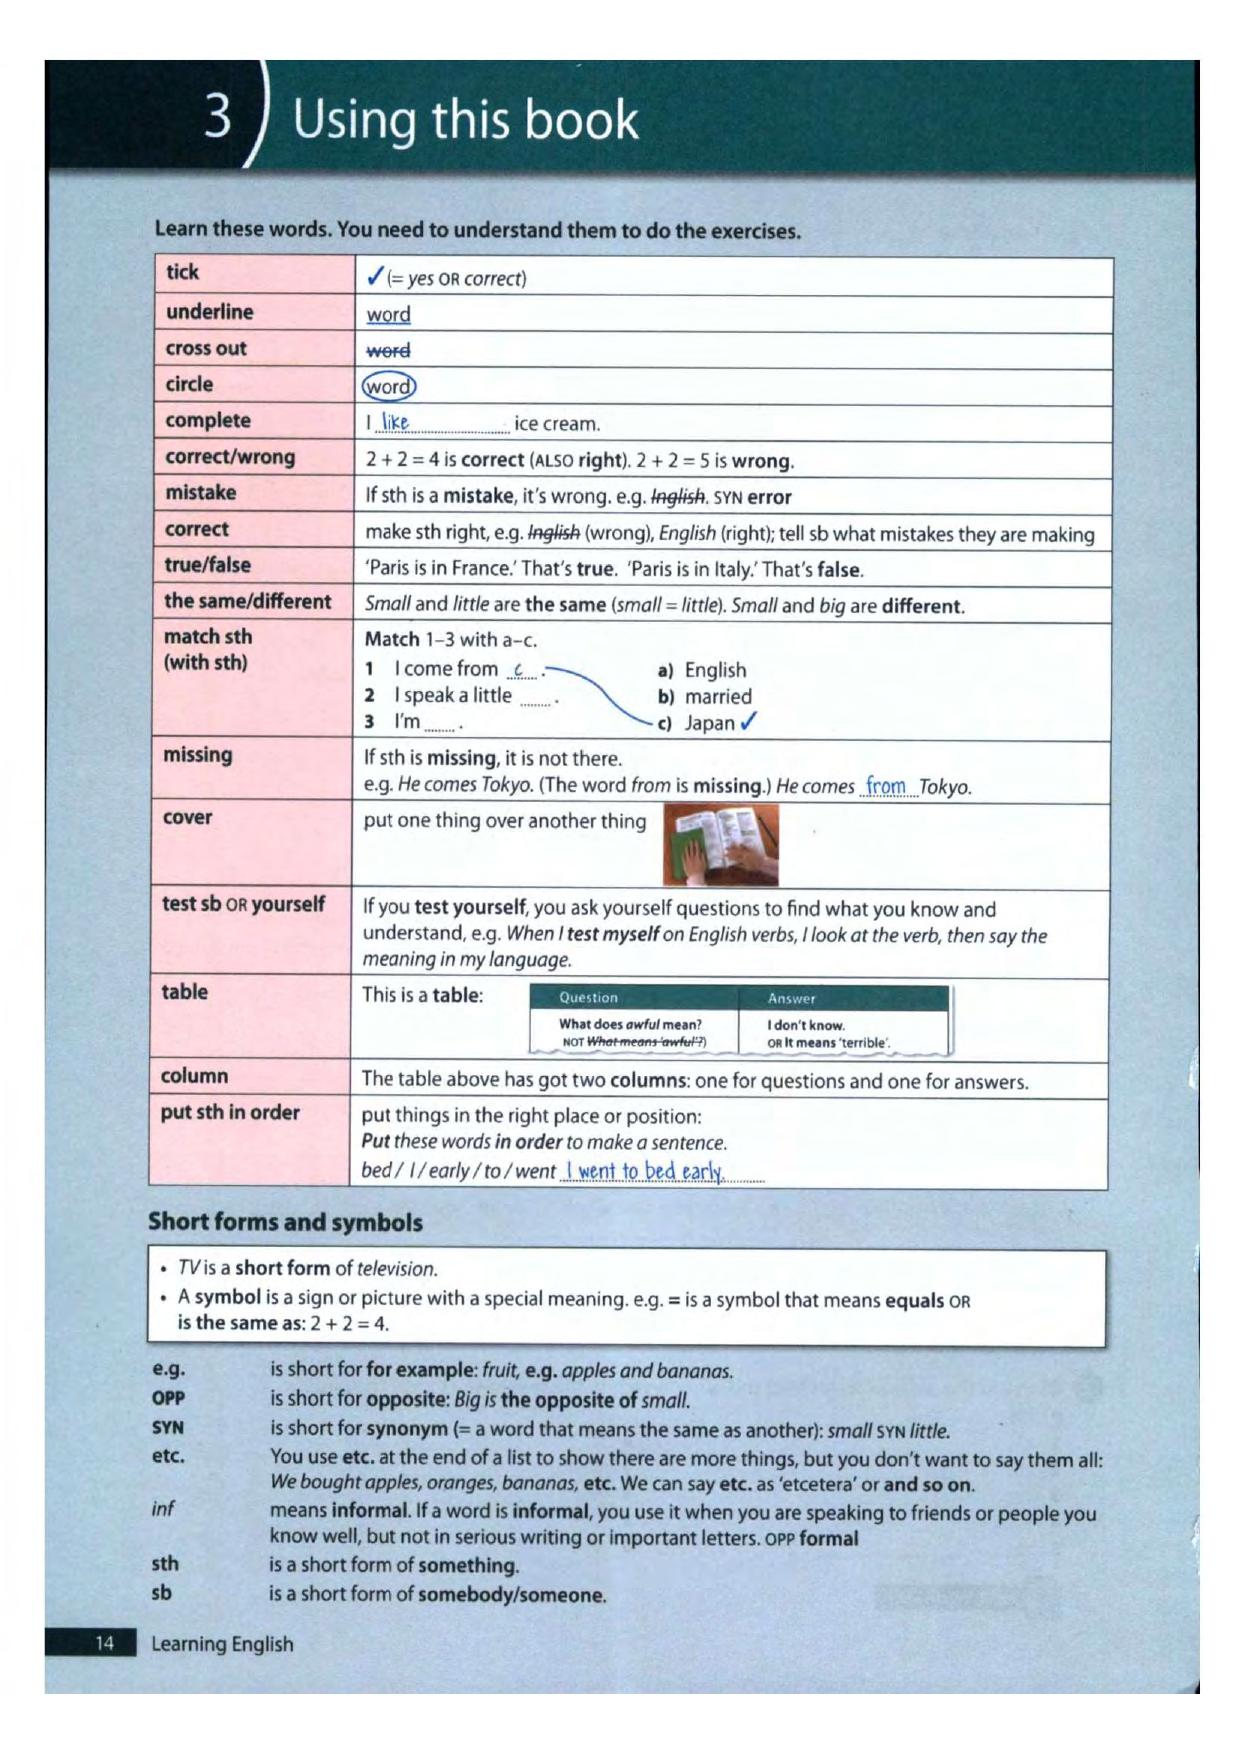 3 Using this book
Learn these words. You need to understand them to do the exercises.
tick ✓ (= yes OR correct)
underline word
cross out word
circle word
complete I like ice cream.
correct/wrong 2 + 2 = 4 is correct (ALSO right). 2 + 2 = 5 is wrong.
mistake If sth is a mistake, it's wrong. e.g. Inglish. SYN error
correct make sth right, e.g. Inglish (wrong), English (right); tell sb what mistakes they are making
true/false 'Paris is in France.' That's true. 'Paris is in Italy.' That's false.
the same/different Small and little are the same (small = little). Small and big are different.
match sth Match 1–3 with a–c.
(with sth) 1 I come from c . a) English
2 I speak a little ........ . b) married
3 I'm ........ . c) Japan ✓
missing If sth is missing, it is not there.
e.g. He comes Tokyo. (The word from is missing.) He comes from Tokyo.
cover put one thing over another thing
test sb OR yourself If you test yourself, you ask yourself questions to find what you know and
understand, e.g. When I test myself on English verbs, I look at the verb, then say the
meaning in my language.
table This is a table: Question Answer
What does awful mean? I don't know.
NOT What means 'awful'?) OR It means 'terrible'.
column The table above has got two columns: one for questions and one for answers.
put sth in order put things in the right place or position:
Put these words in order to make a sentence.
bed / I / early / to / went I went to bed early.
Short forms and symbols
• TV is a short form of television.
• A symbol is a sign or picture with a special meaning. e.g. = is a symbol that means equals OR
is the same as: 2 + 2 = 4.
e.g. is short for for example: fruit, e.g. apples and bananas.
OPP is short for opposite: Big is the opposite of small.
SYN is short for synonym (= a word that means the same as another): small SYN little.
etc. You use etc. at the end of a list to show there are more things, but you don't want to say them all:
We bought apples, oranges, bananas, etc. We can say etc. as 'etcetera' or and so on.
inf means informal. If a word is informal, you use it when you are speaking to friends or people you
know well, but not in serious writing or important letters. OPP formal
sth is a short form of something.
sb is a short form of somebody/someone.
14 Learning English